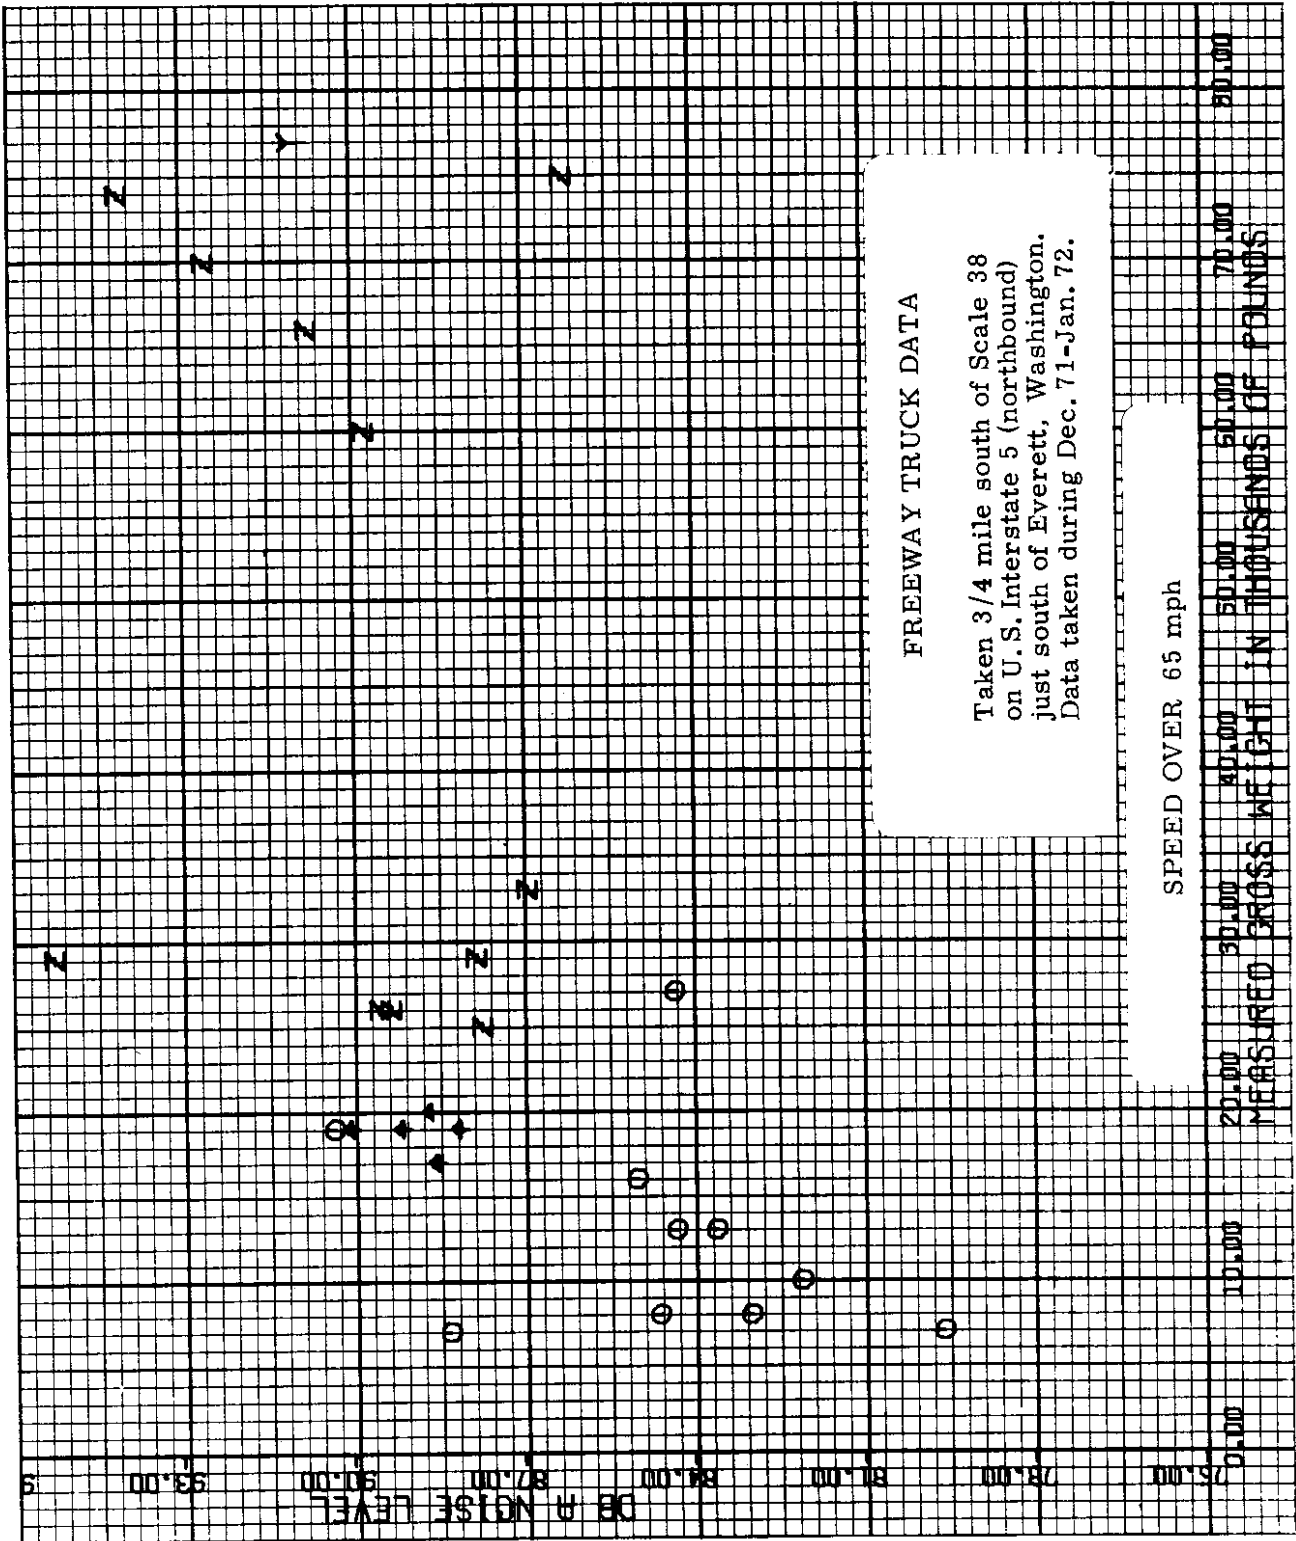 FREEWAY TRUCK DATA
Taken 3/4 mile south of Scale 38
on U.S. Interstate 5 (northbound)
just south of Everett, Washington.
Data taken during Dec. 71-Jan. 72.
SPEED OVER 65 mph
DB A NOISE LEVEL
9
93.00
90.00
87.00
84.00
81.00
78.00
75.00
0.00
10.00
20.00
30.00
40.00
50.00
60.00
70.00
80.00
MEASURED GROSS WEIGHT IN THOUSANDS OF POUNDS
Z
Z
Y
Z
Z
Z
Z
Z
Z
Z
Z
Z
Z